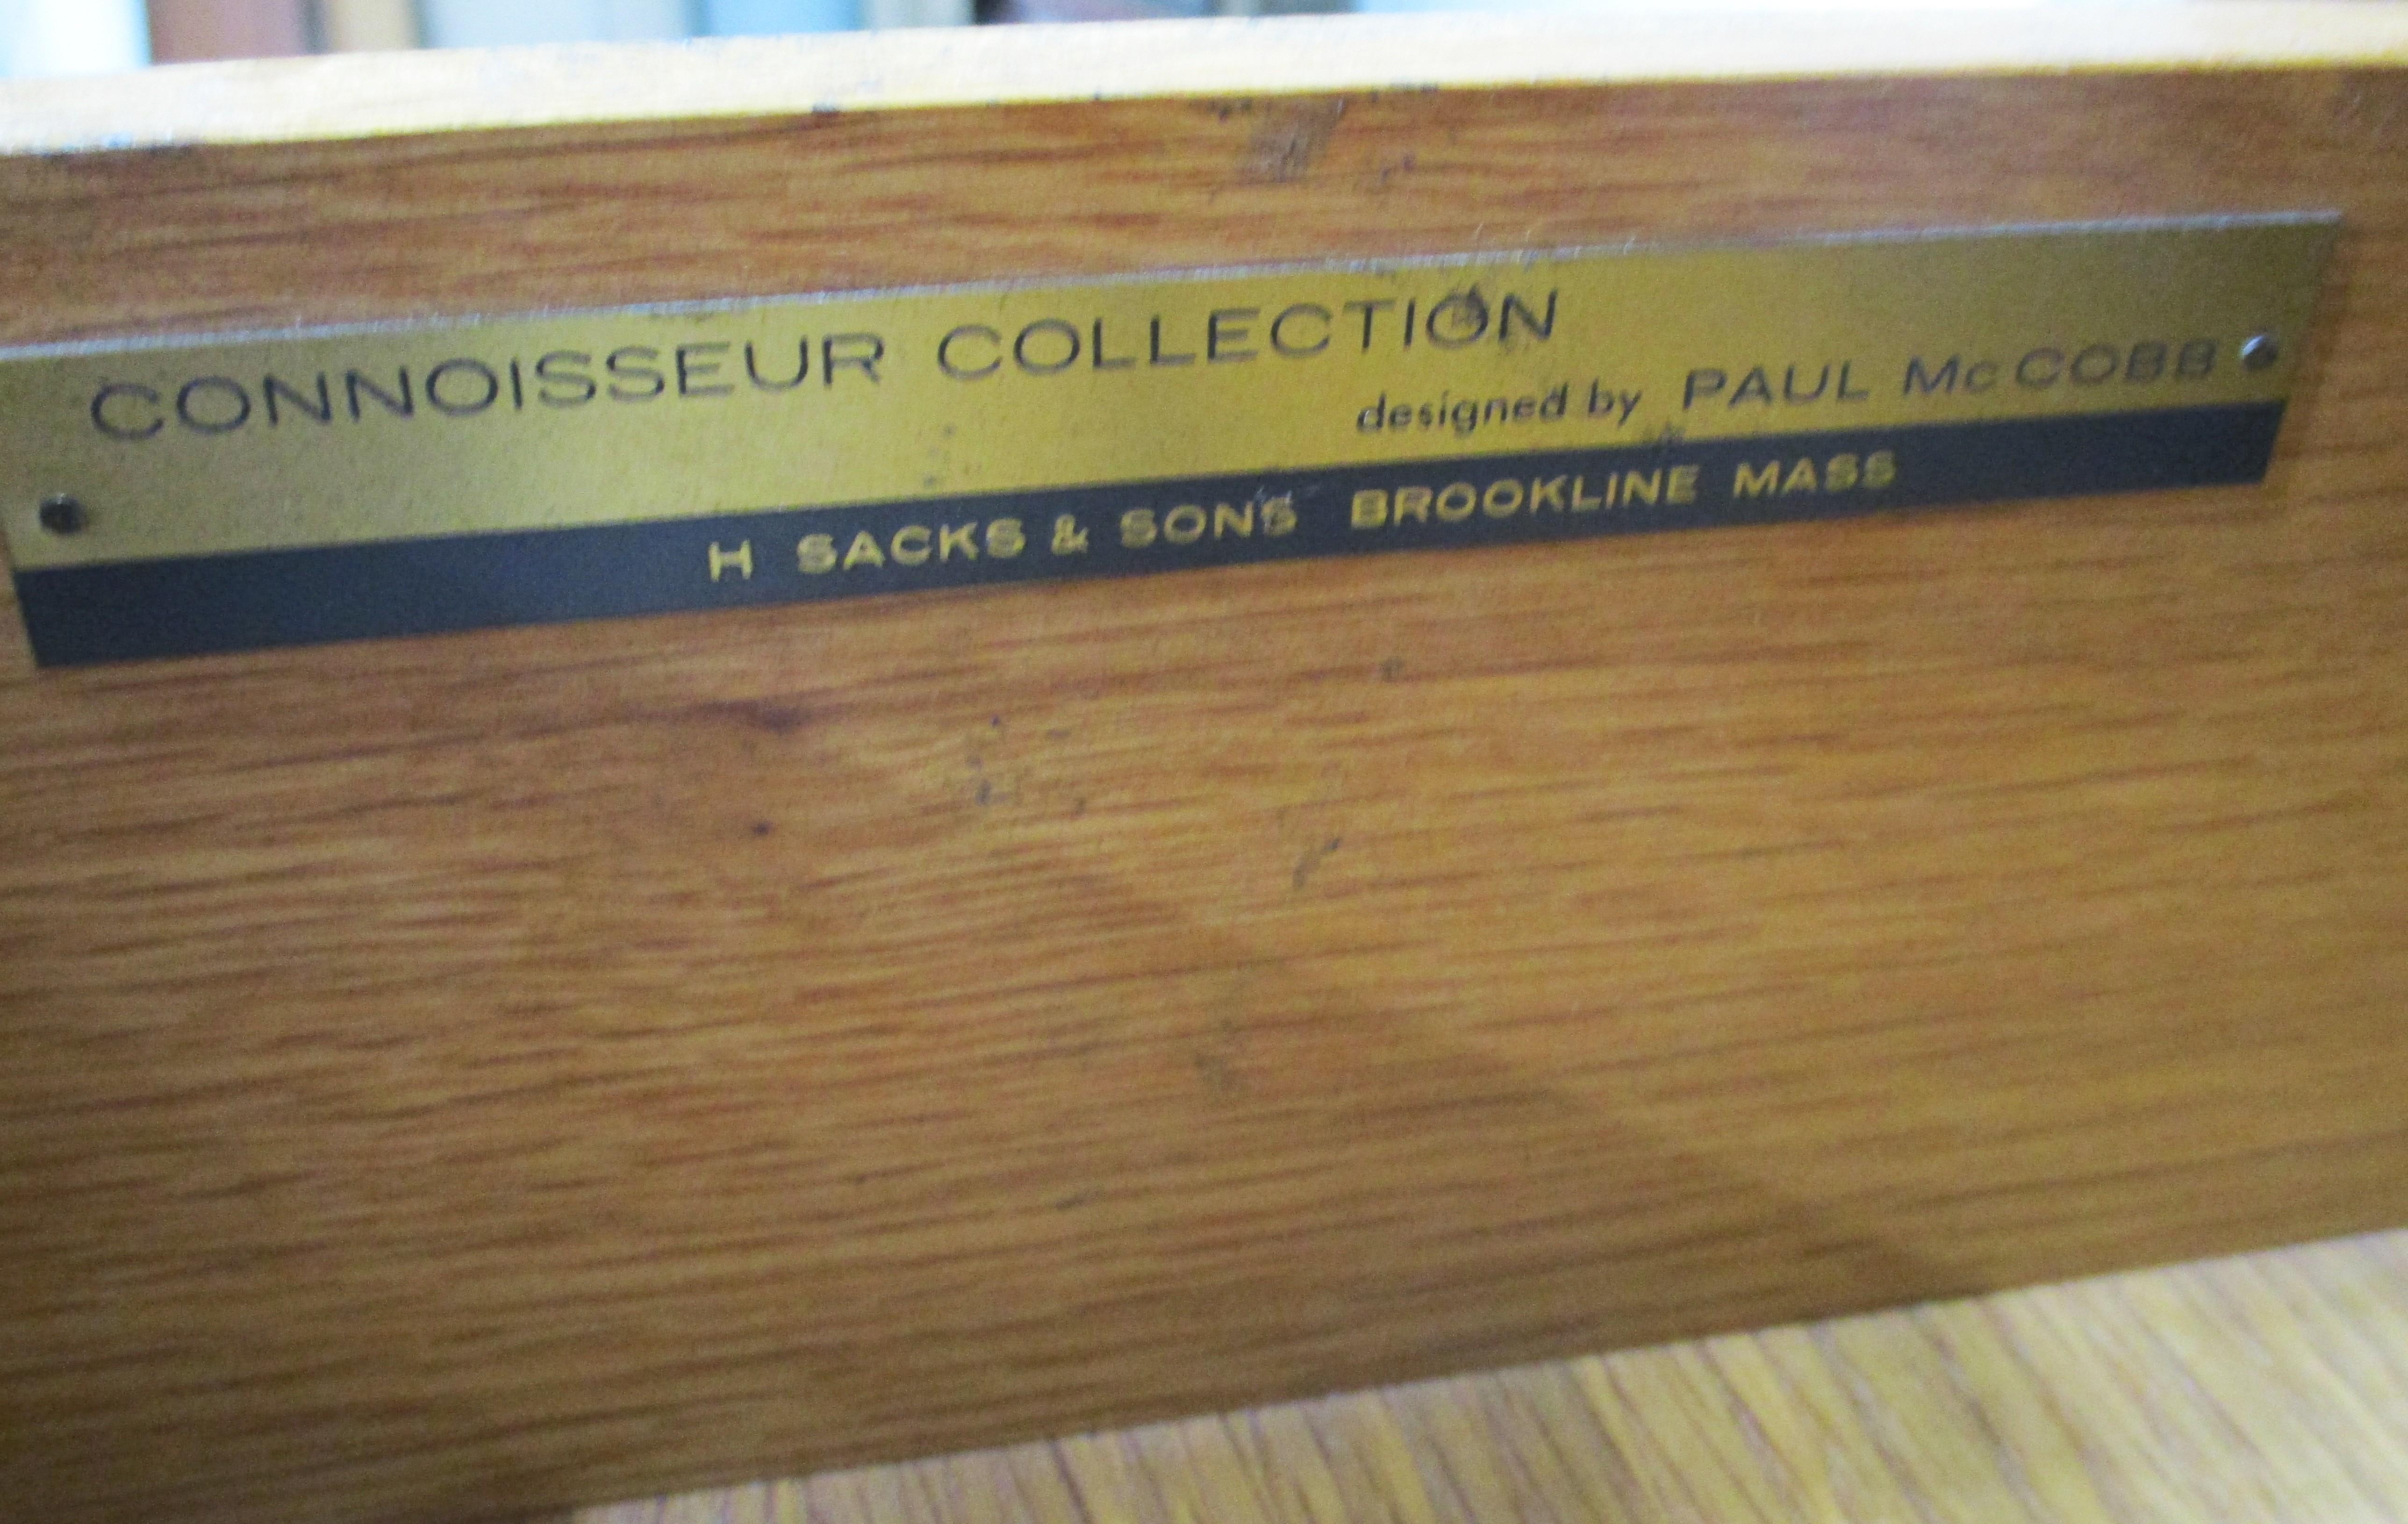 CONNOISSEUR COLLECTION
designed by PAUL McCOBB
H SACKS & SONS BROOKLINE MASS